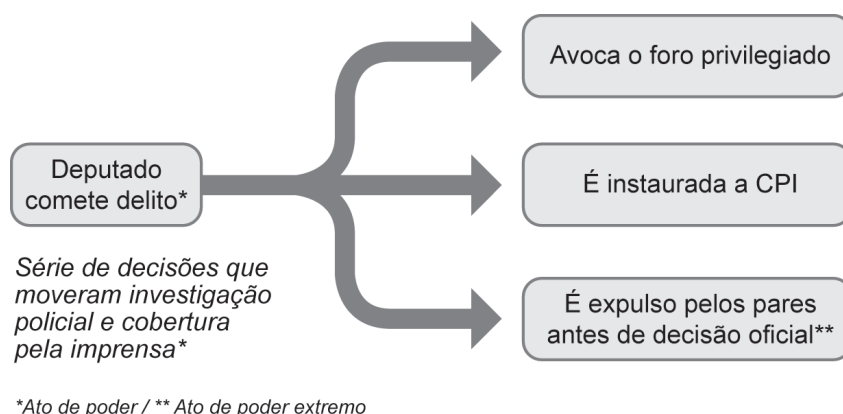 Avoca o foro privilegiado
Deputado
comete delito*
É instaurada a CPI
Série de decisões que
moveram investigação
policial e cobertura
pela imprensa*
É expulso pelos pares
antes de decisão oficial**
*Ato de poder / ** Ato de poder extremo